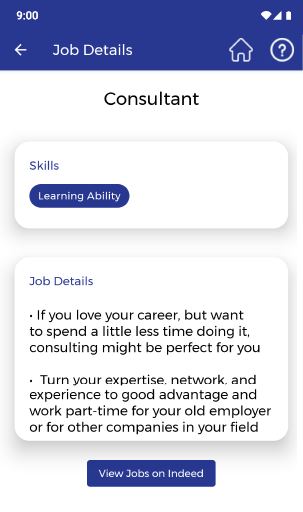 9:00
Job Details
Consultant
Skills
Learning Ability
Job Details
• If you love your career, but want
to spend a little less time doing it,
consulting might be perfect for you
• Turn your expertise, network, and
experience to good advantage and
work part-time for your old employer
or for other companies in your field
View Jobs on Indeed